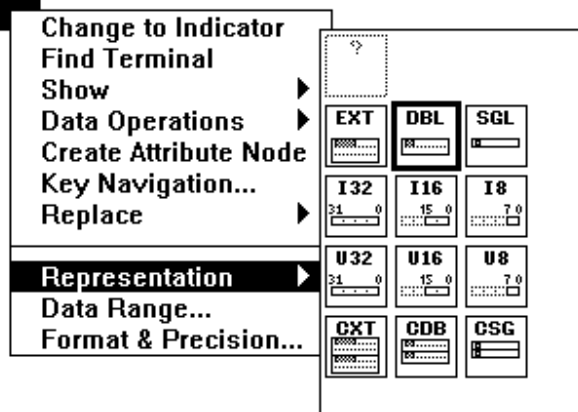 Change to Indicator
Find Terminal
Show
Data Operations
Create Attribute Node
Key Navigation...
Replace
Representation
Data Range...
Format & Precision...
?
EXT DBL SGL
I32 I16 I8
31 0 15 0 7 0
U32 U16 U8
31 0 15 0 7 0
CXT CDB CSG